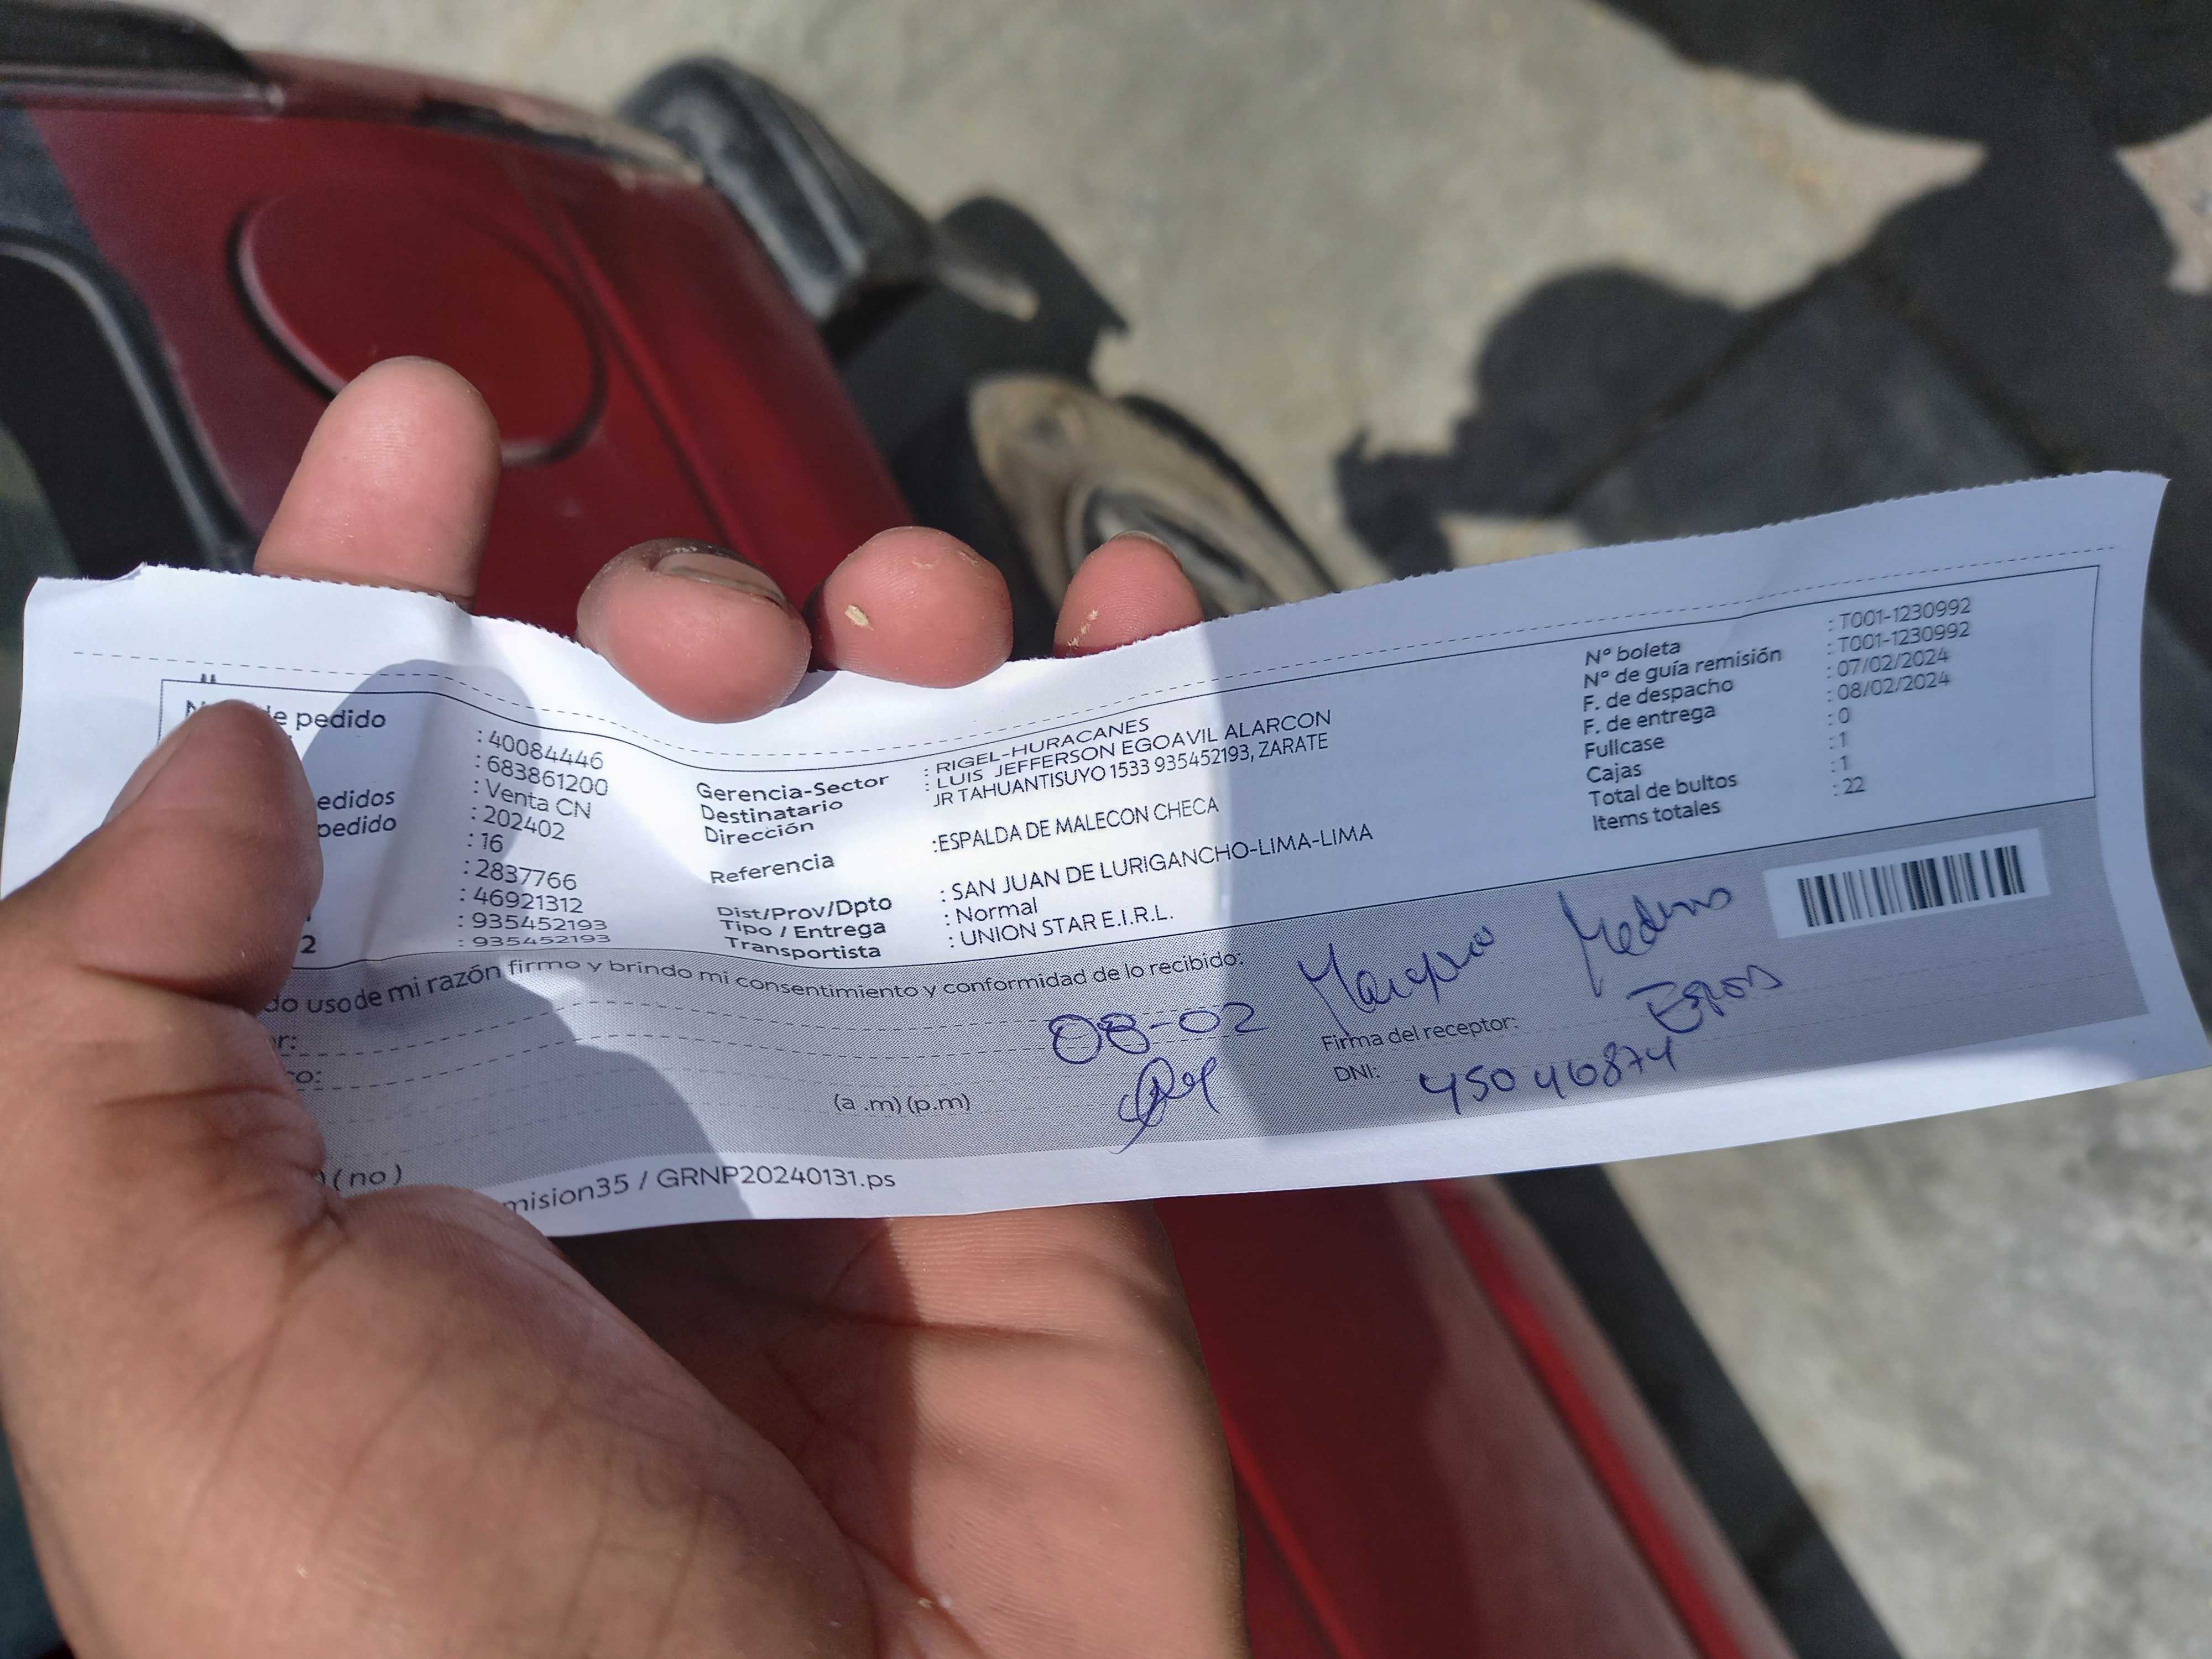 de pedido : 40084446
: 683861200
edidos : Venta CN
pedido : 202402
: 16
: 2837766
: 46921312
: 935452193
2 : 935452193
Gerencia-Sector : RIGEL-HURACANES
Destinatario : LUIS JEFFERSON EGOAVIL ALARCON
Dirección JR TAHUANTISUYO 1533 935452193, ZARATE
Referencia :ESPALDA DE MALECON CHECA
Dist/Prov/Dpto : SAN JUAN DE LURIGANCHO-LIMA-LIMA
Tipo / Entrega : Normal
Transportista : UNION STAR E.I.R.L.
N° boleta : T001-1230992
N° de guía remisión : T001-1230992
F. de despacho : 07/02/2024
F. de entrega : 08/02/2024
Fullcase : 0
Cajas : 1
Total de bultos : 1
Items totales : 22
do uso de mi razón firmo y brindo mi consentimiento y conformidad de lo recibido:
r:
co:
08-02
Firma del receptor:
(a .m) (p.m)
DNI: 45046874
) ( no )
mision35 / GRNP20240131.ps